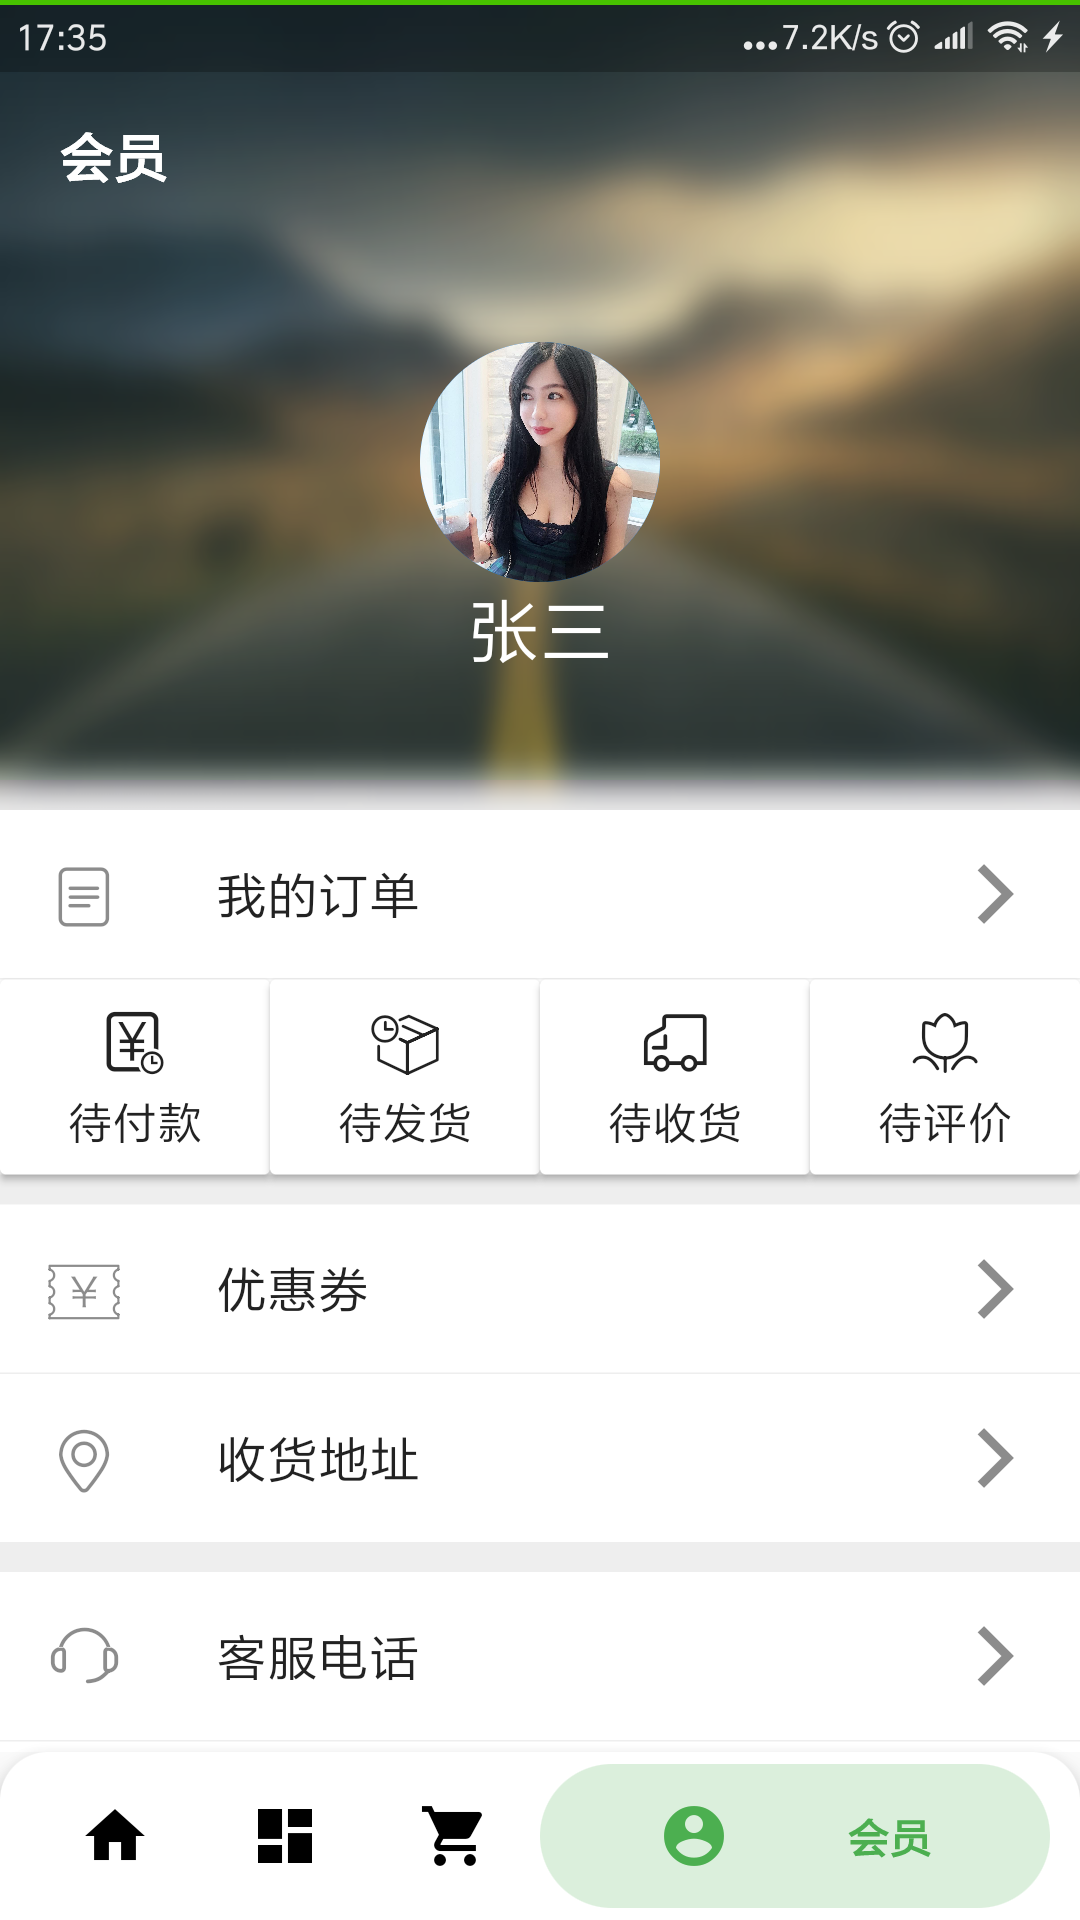 17:35
...7.2K/s
会员
张三
我的订单
待付款 待发货 待收货 待评价
优惠券
收货地址
客服电话
会员